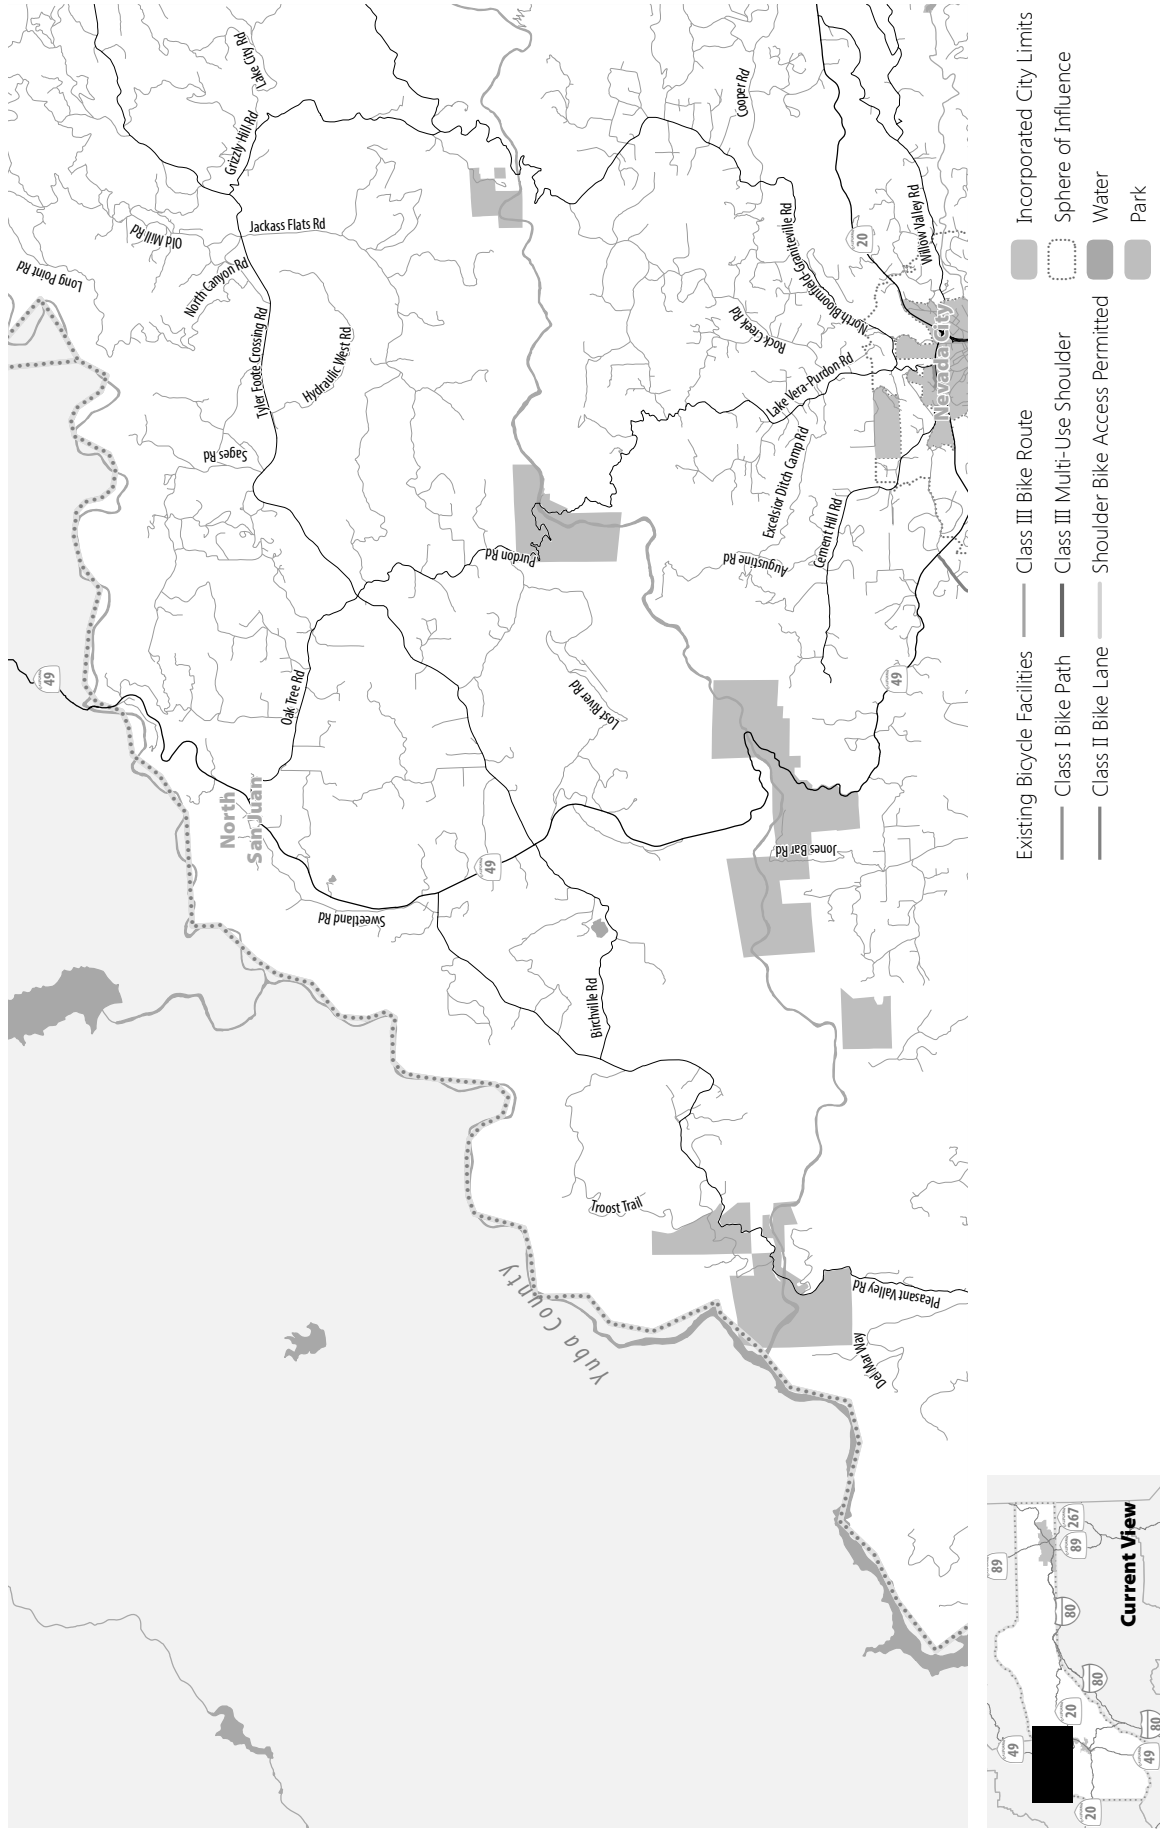 Long Point Rd
Lake City Rd
Grizzly Hill Rd
Old Mill Rd
North Canyon Rd
Jackass Flats Rd
Tyler Foote Crossing Rd
Hydraulic West Rd
Sages Rd
Purdon Rd
Oak Tree Rd
Lost River Rd
49
North
San Juan
Sweetland Rd
49
Birchville Rd
Troost Trail
Yuba County
Cooper Rd
20
Willow Valley Rd
North Bloomfield-Graniteville Rd
Rock Creek Rd
Lake Vera-Purdon Rd
Nevada City
Excelsior Ditch Camp Rd
Cement Hill Rd
Augustine Rd
49
Jones Bar Rd
Pleasant Valley Rd
Del Mar Way
Existing Bicycle Facilities
Class I Bike Path
Class II Bike Lane
Class III Bike Route
Class III Multi-Use Shoulder
Shoulder Bike Access Permitted
Incorporated City Limits
Sphere of Influence
Water
Park
89
267
89
80
80
20
80
49
49
20
Current View